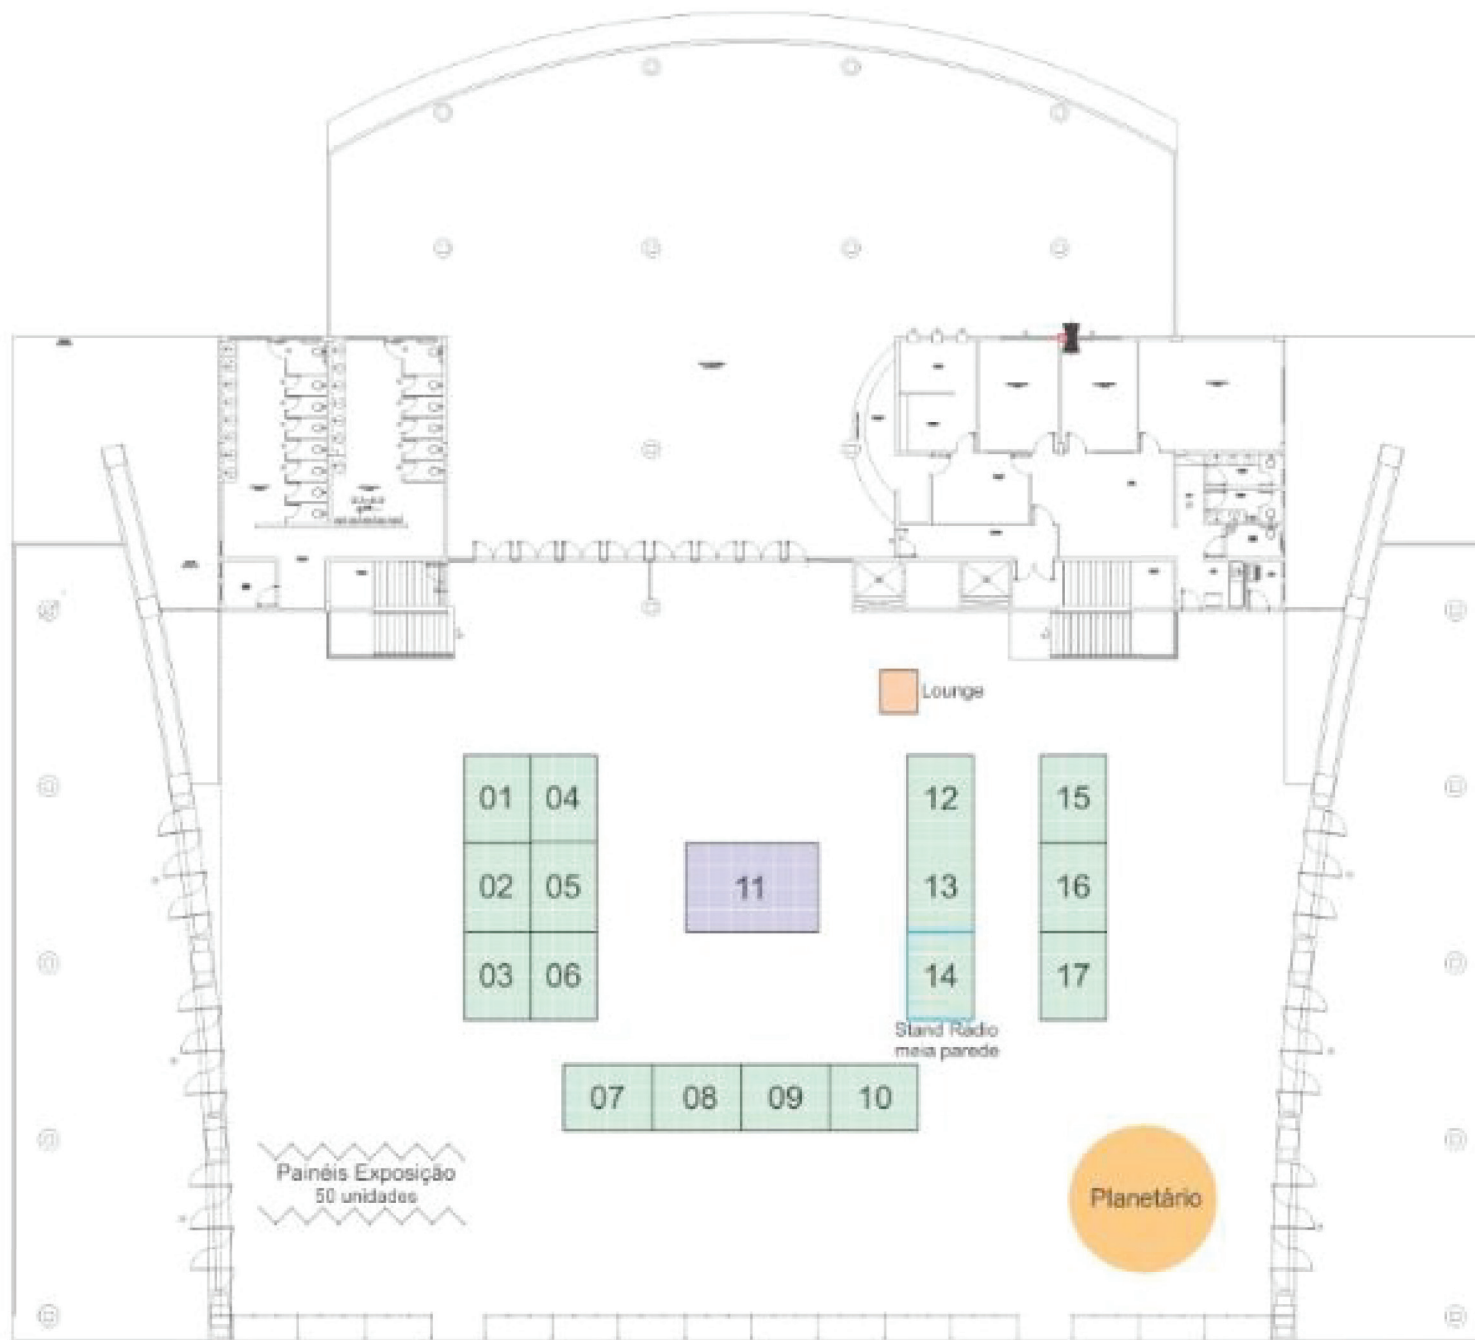 Lounge
01 04 12 15
02 05 11 13 16
03 06 14 17
Stand Rádio
meia parede
07 08 09 10
Painéis Exposição
50 unidades
Planetário